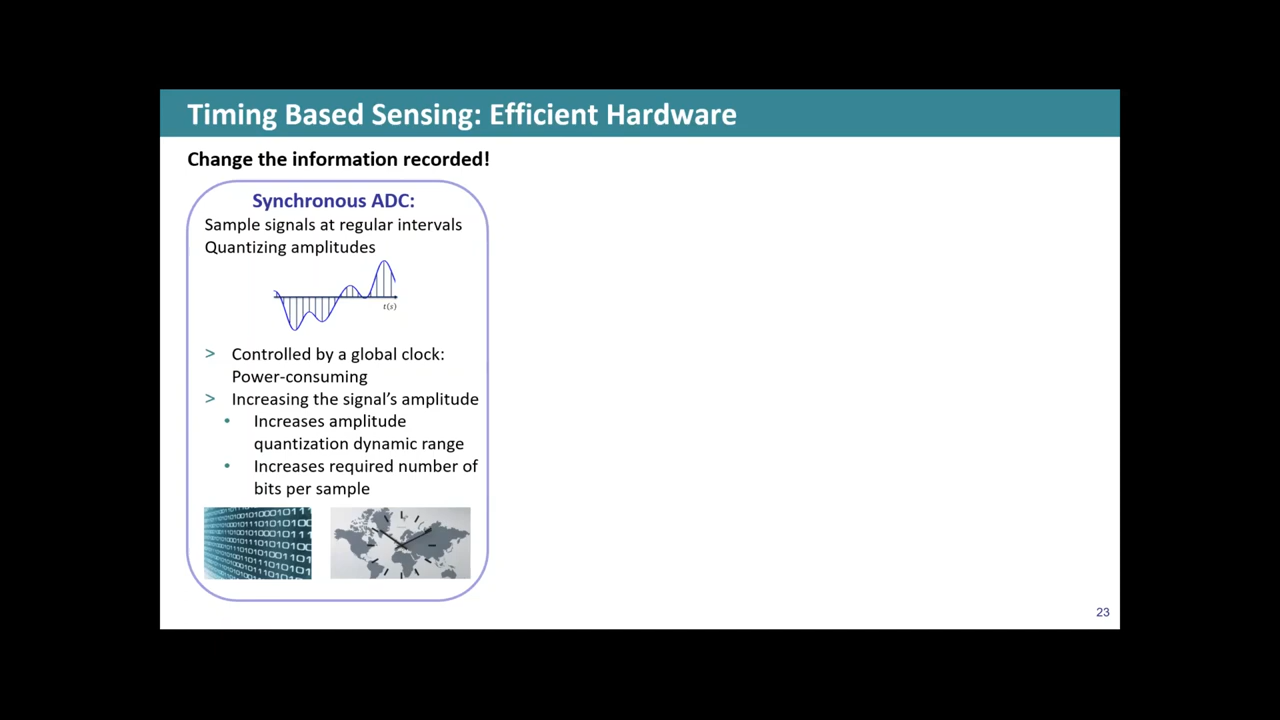 Timing Based Sensing: Efficient Hardware
Change the information recorded!
Synchronous ADC:
Sample signals at regular intervals
Quantizing amplitudes
t(s)
> Controlled by a global clock:
Power-consuming
> Increasing the signal's amplitude
• Increases amplitude
quantization dynamic range
• Increases required number of
bits per sample
23